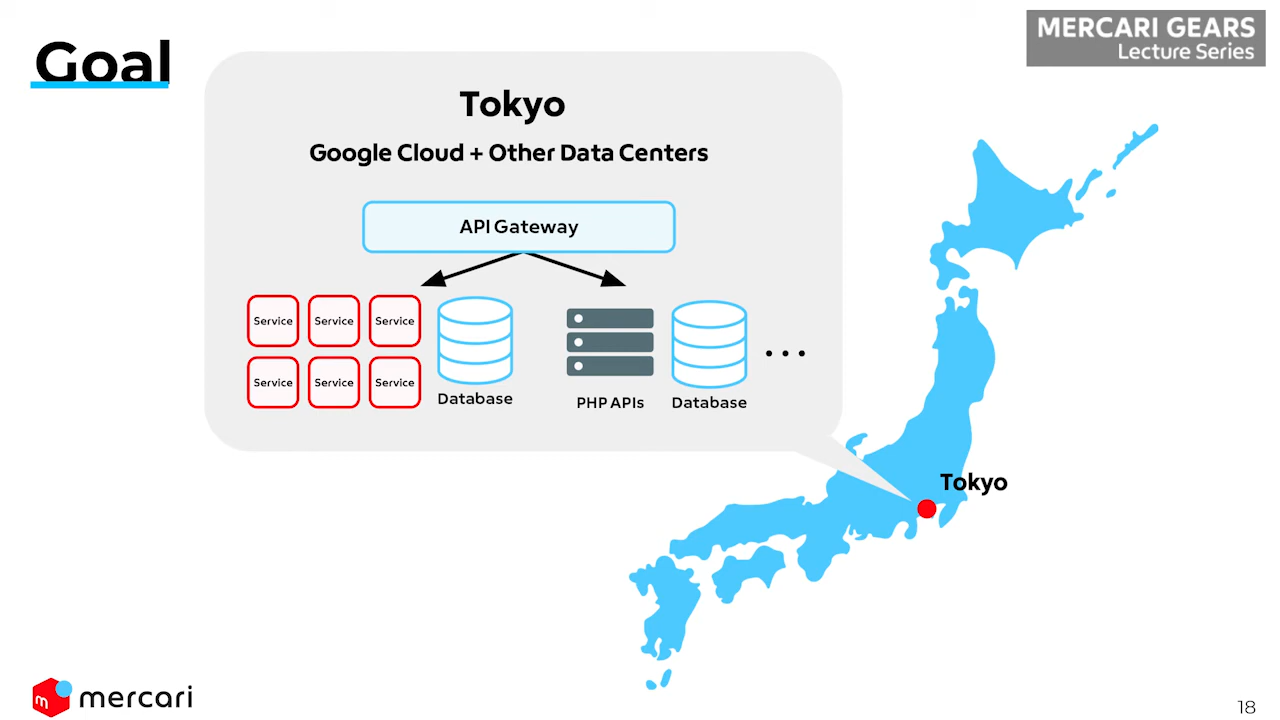 MERCARI GEARS
Lecture Series
Goal
Tokyo
Google Cloud + Other Data Centers
API Gateway
Service
Service
Service
Service
Service
Service
Database
PHP APIs
Database
...
Tokyo
m
mercari
18